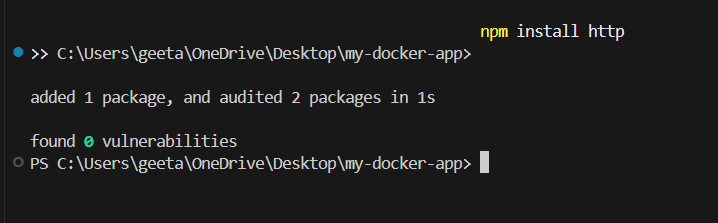 npm install http
>> C:\Users\geeta\OneDrive\Desktop\my-docker-app>
added 1 package, and audited 2 packages in 1s
found 0 vulnerabilities
PS C:\Users\geeta\OneDrive\Desktop\my-docker-app>